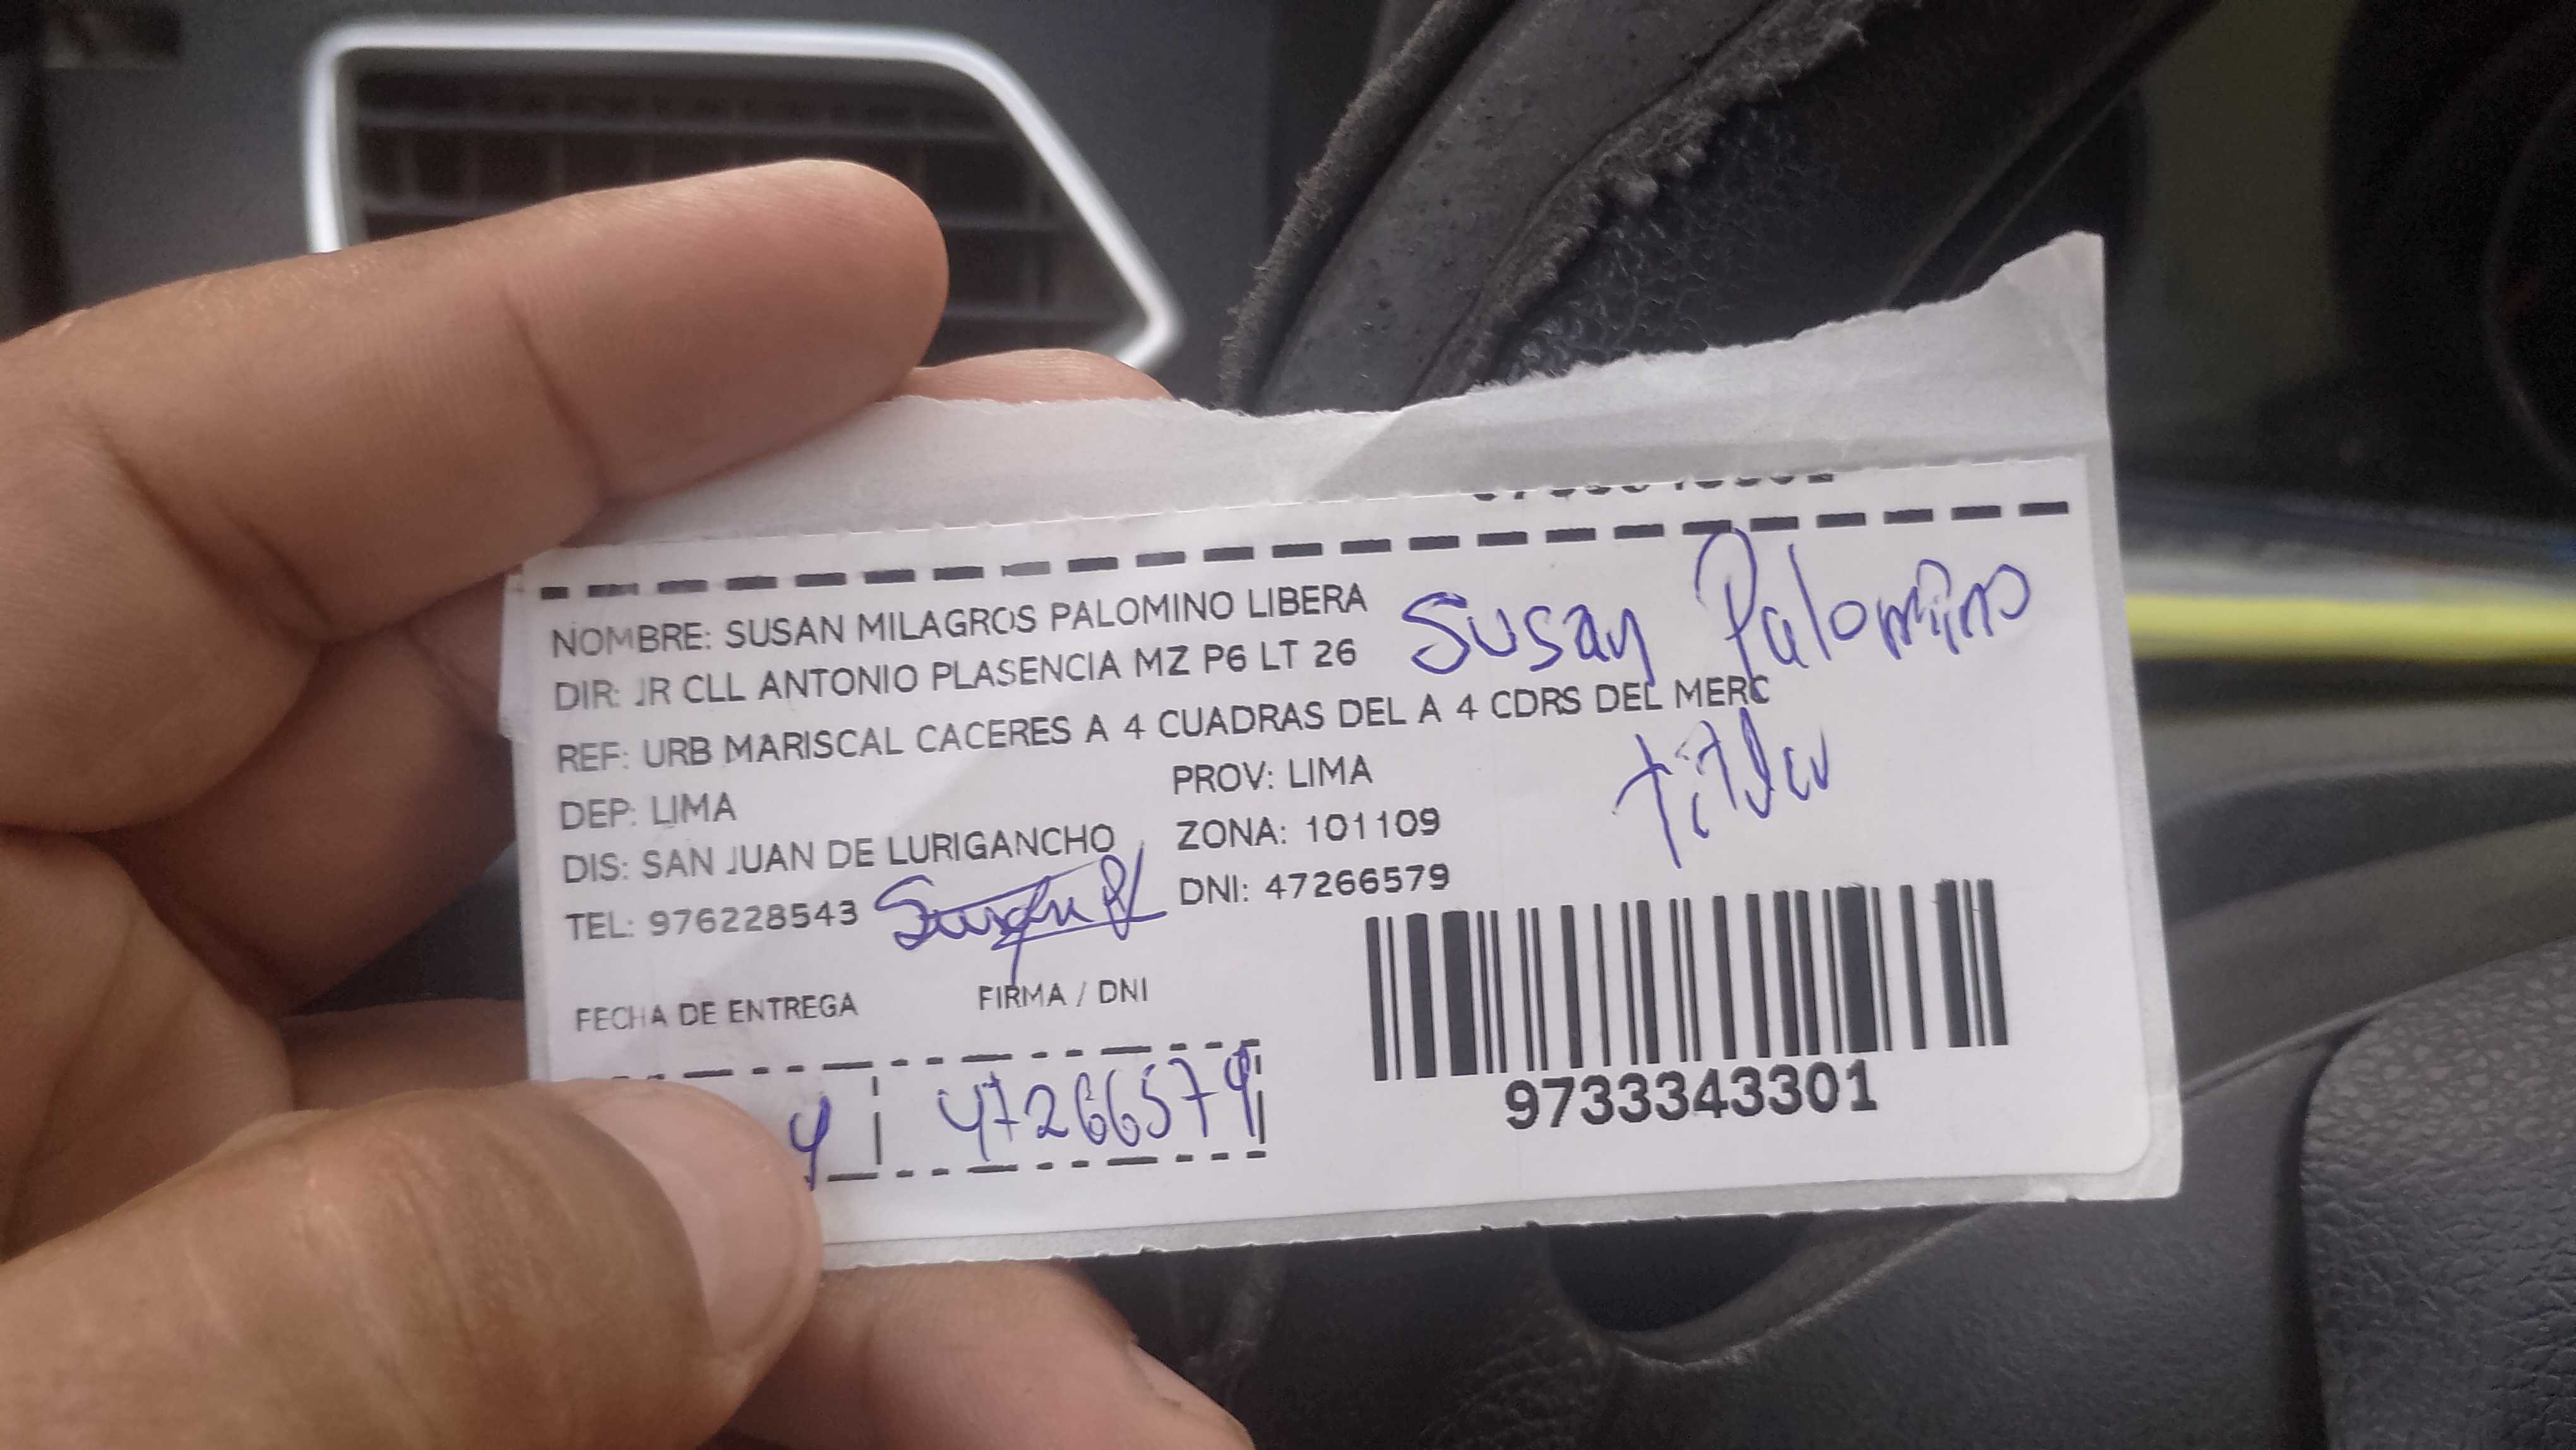 NOMBRE: SUSAN MILAGROS PALOMINO LIBERA
Susan Palomino
DIR: JR CLL ANTONIO PLASENCIA MZ P6 LT 26
REF: URB MARISCAL CACERES A 4 CUADRAS DEL A 4 CDRS DEL MERC
DEP: LIMA PROV: LIMA
DIS: SAN JUAN DE LURIGANCHO ZONA: 101109
TEL: 976228543 DNI: 47266579
FECHA DE ENTREGA FIRMA / DNI
4 47266579
9733343301